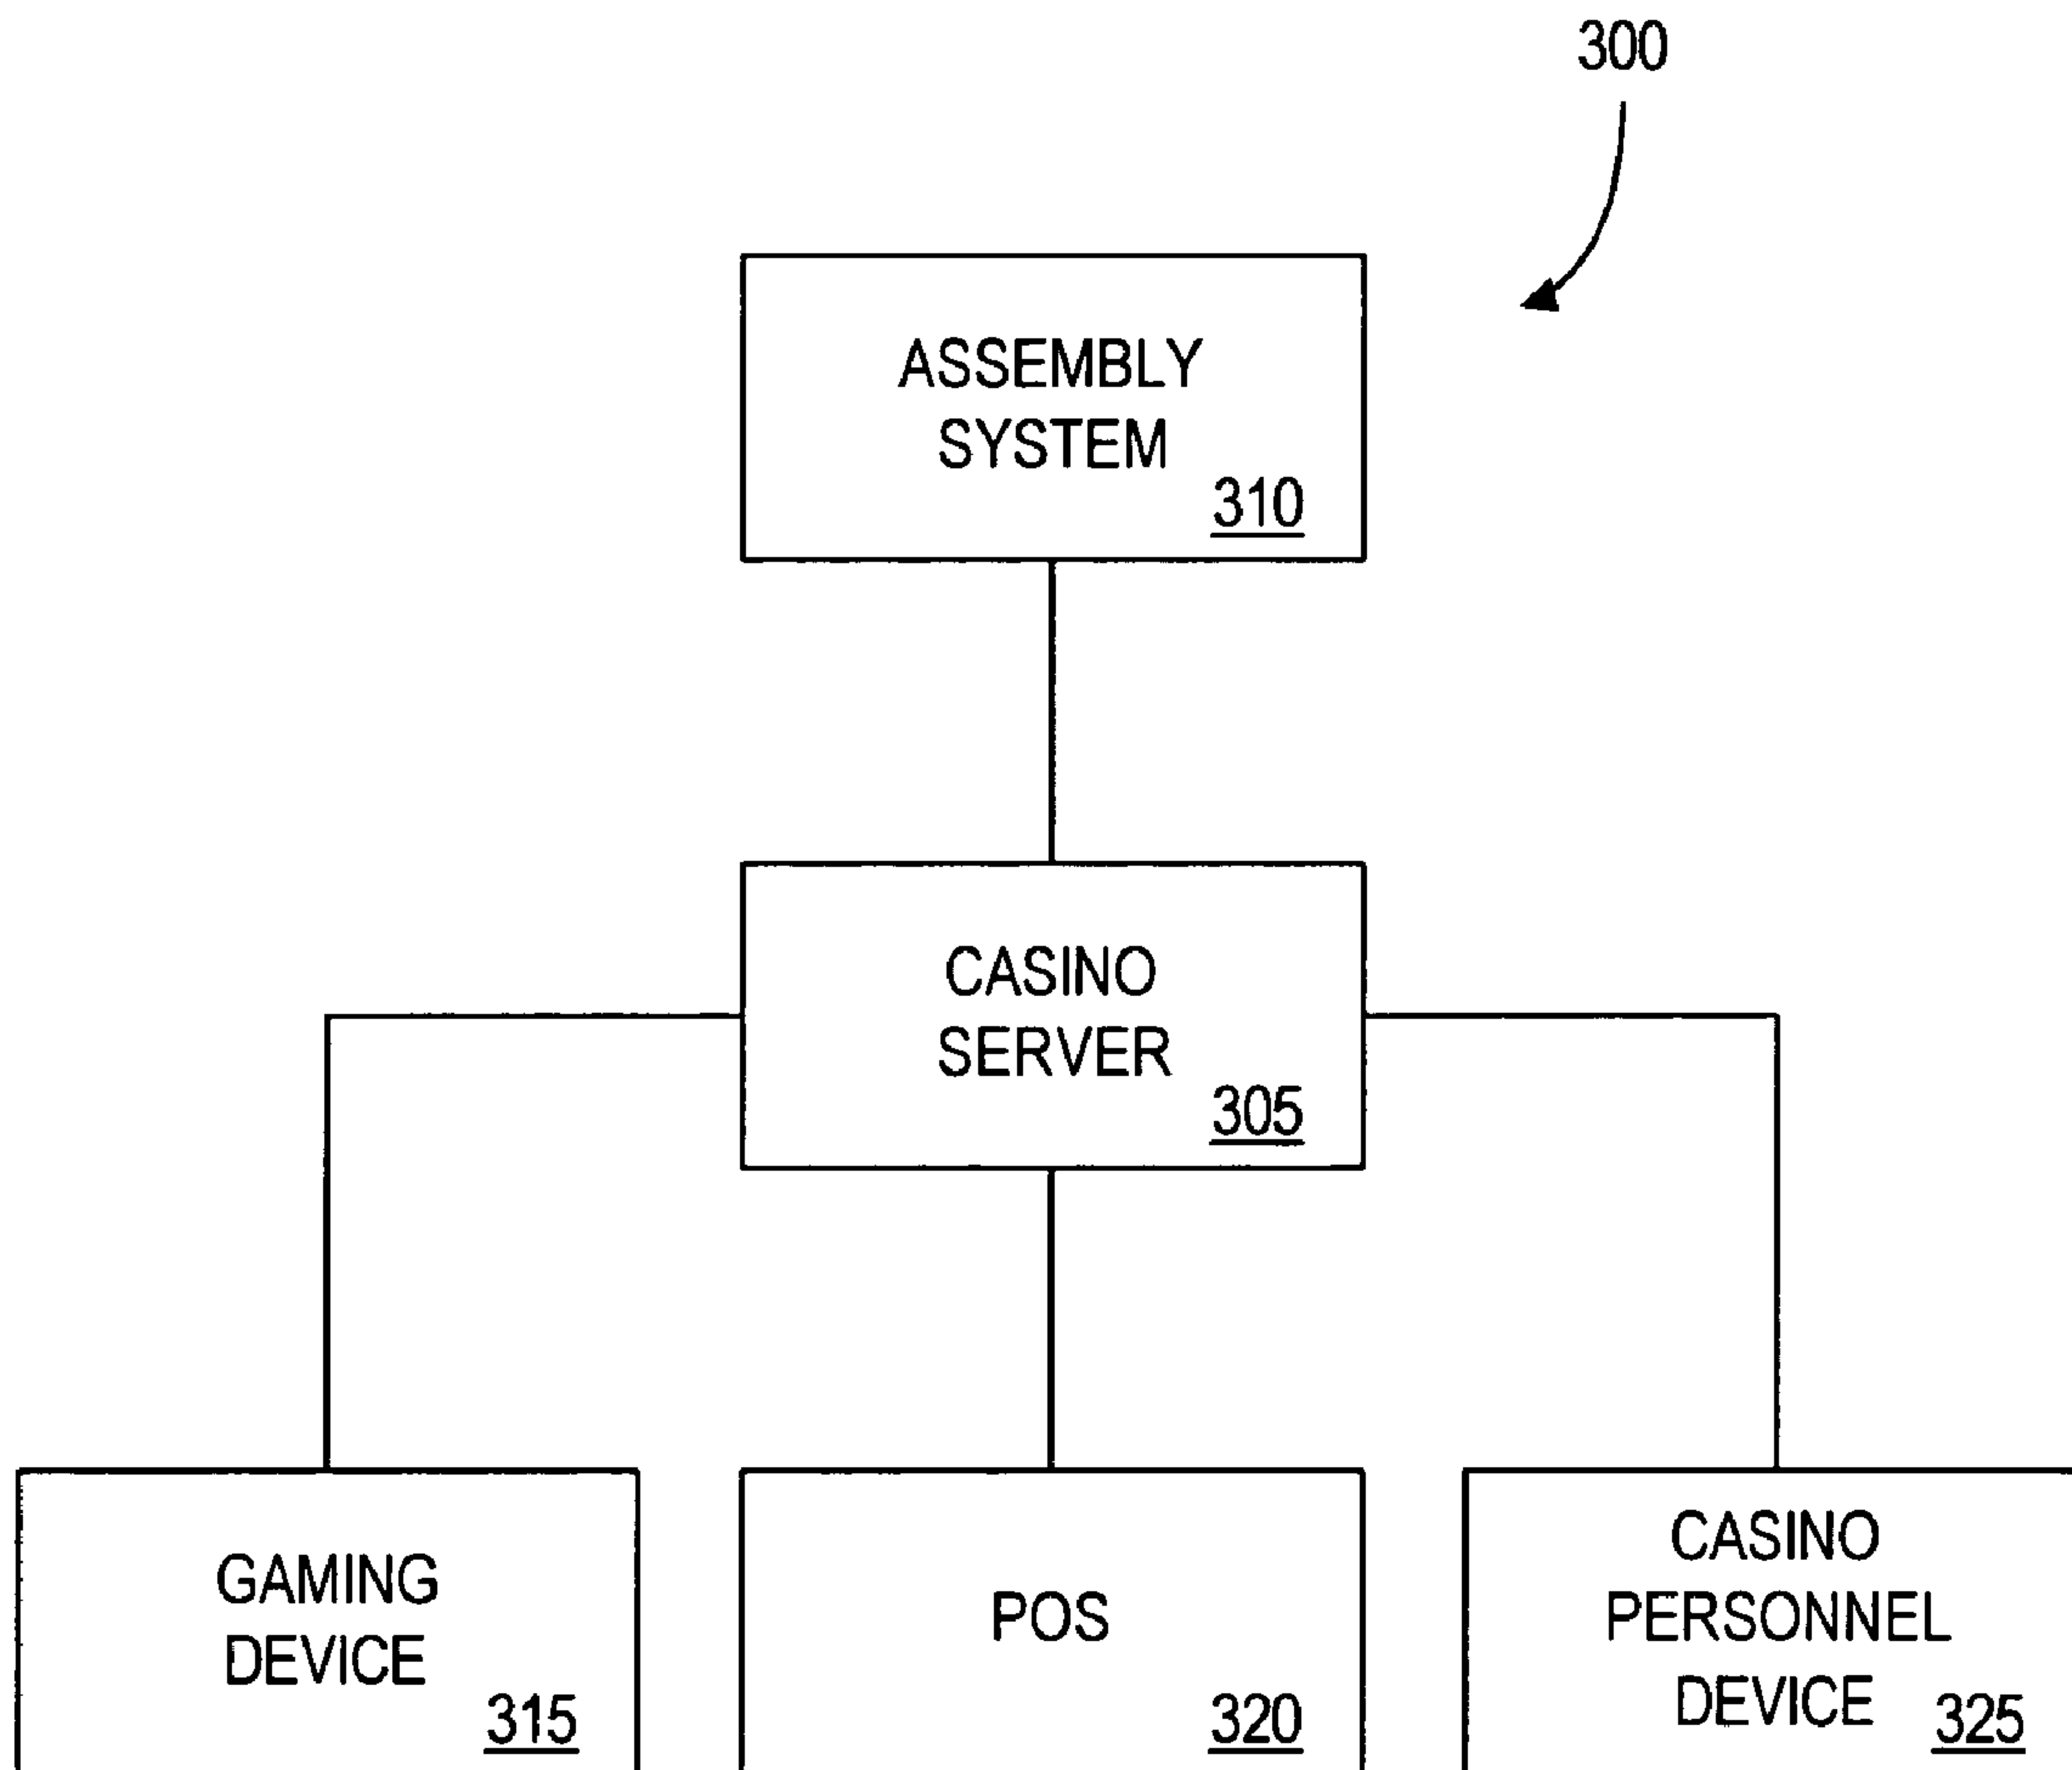 300
ASSEMBLY
SYSTEM
310
CASINO
SERVER
305
GAMING
DEVICE
315
POS
320
CASINO
PERSONNEL
DEVICE
325